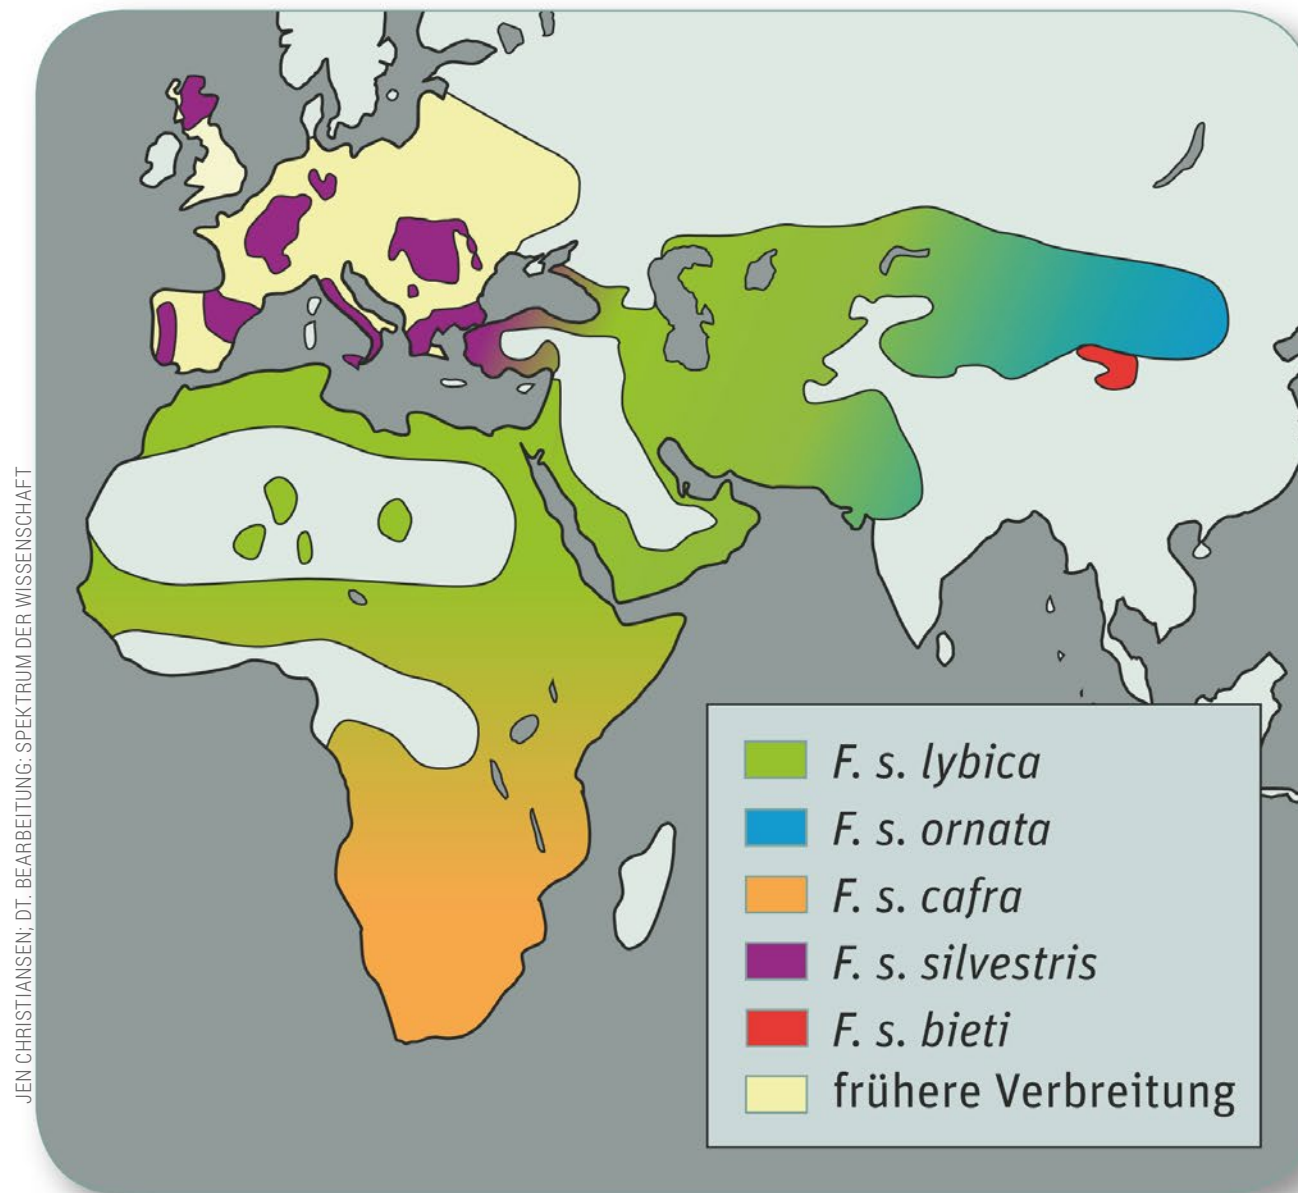 JEN CHRISTIANSEN; DT. BEARBEITUNG: SPEKTRUM DER WISSENSCHAFT
F. s. lybica
F. s. ornata
F. s. cafra
F. s. silvestris
F. s. bieti
frühere Verbreitung